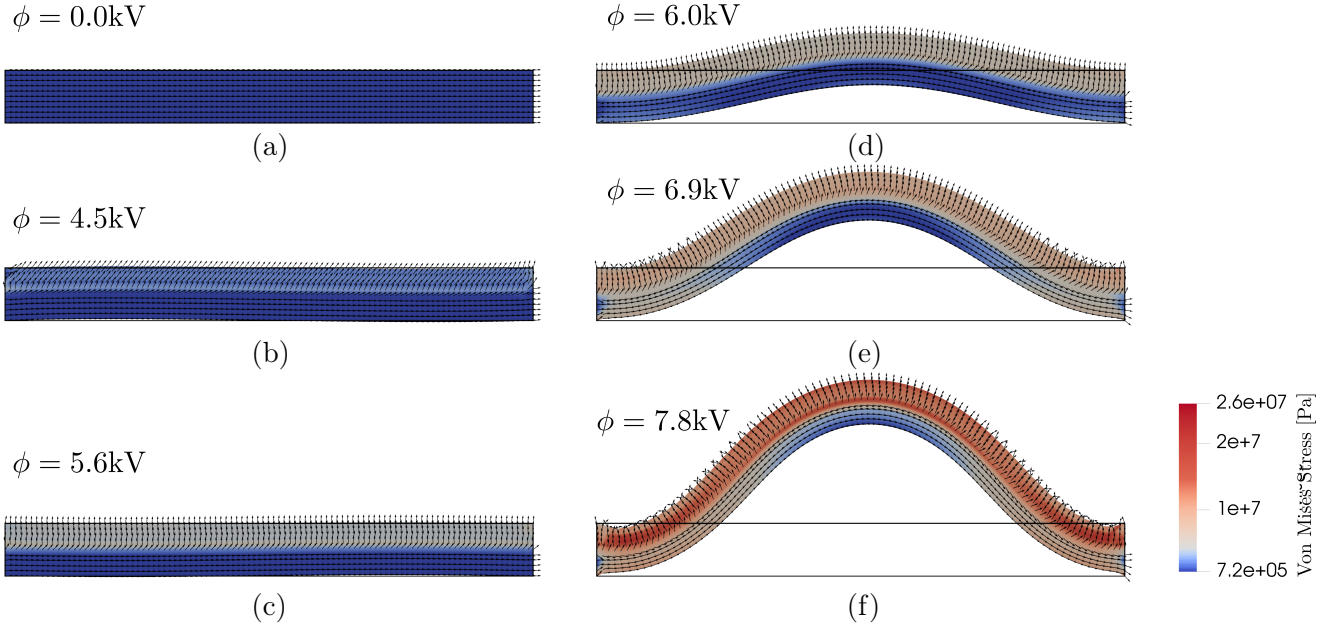 ϕ = 0.0kV
(a)
ϕ = 4.5kV
(b)
ϕ = 5.6kV
(c)
ϕ = 6.0kV
(d)
ϕ = 6.9kV
(e)
ϕ = 7.8kV
(f)
2.6e+07
2e+7
1e+7
7.2e+05
Von Mises Stress [Pa]